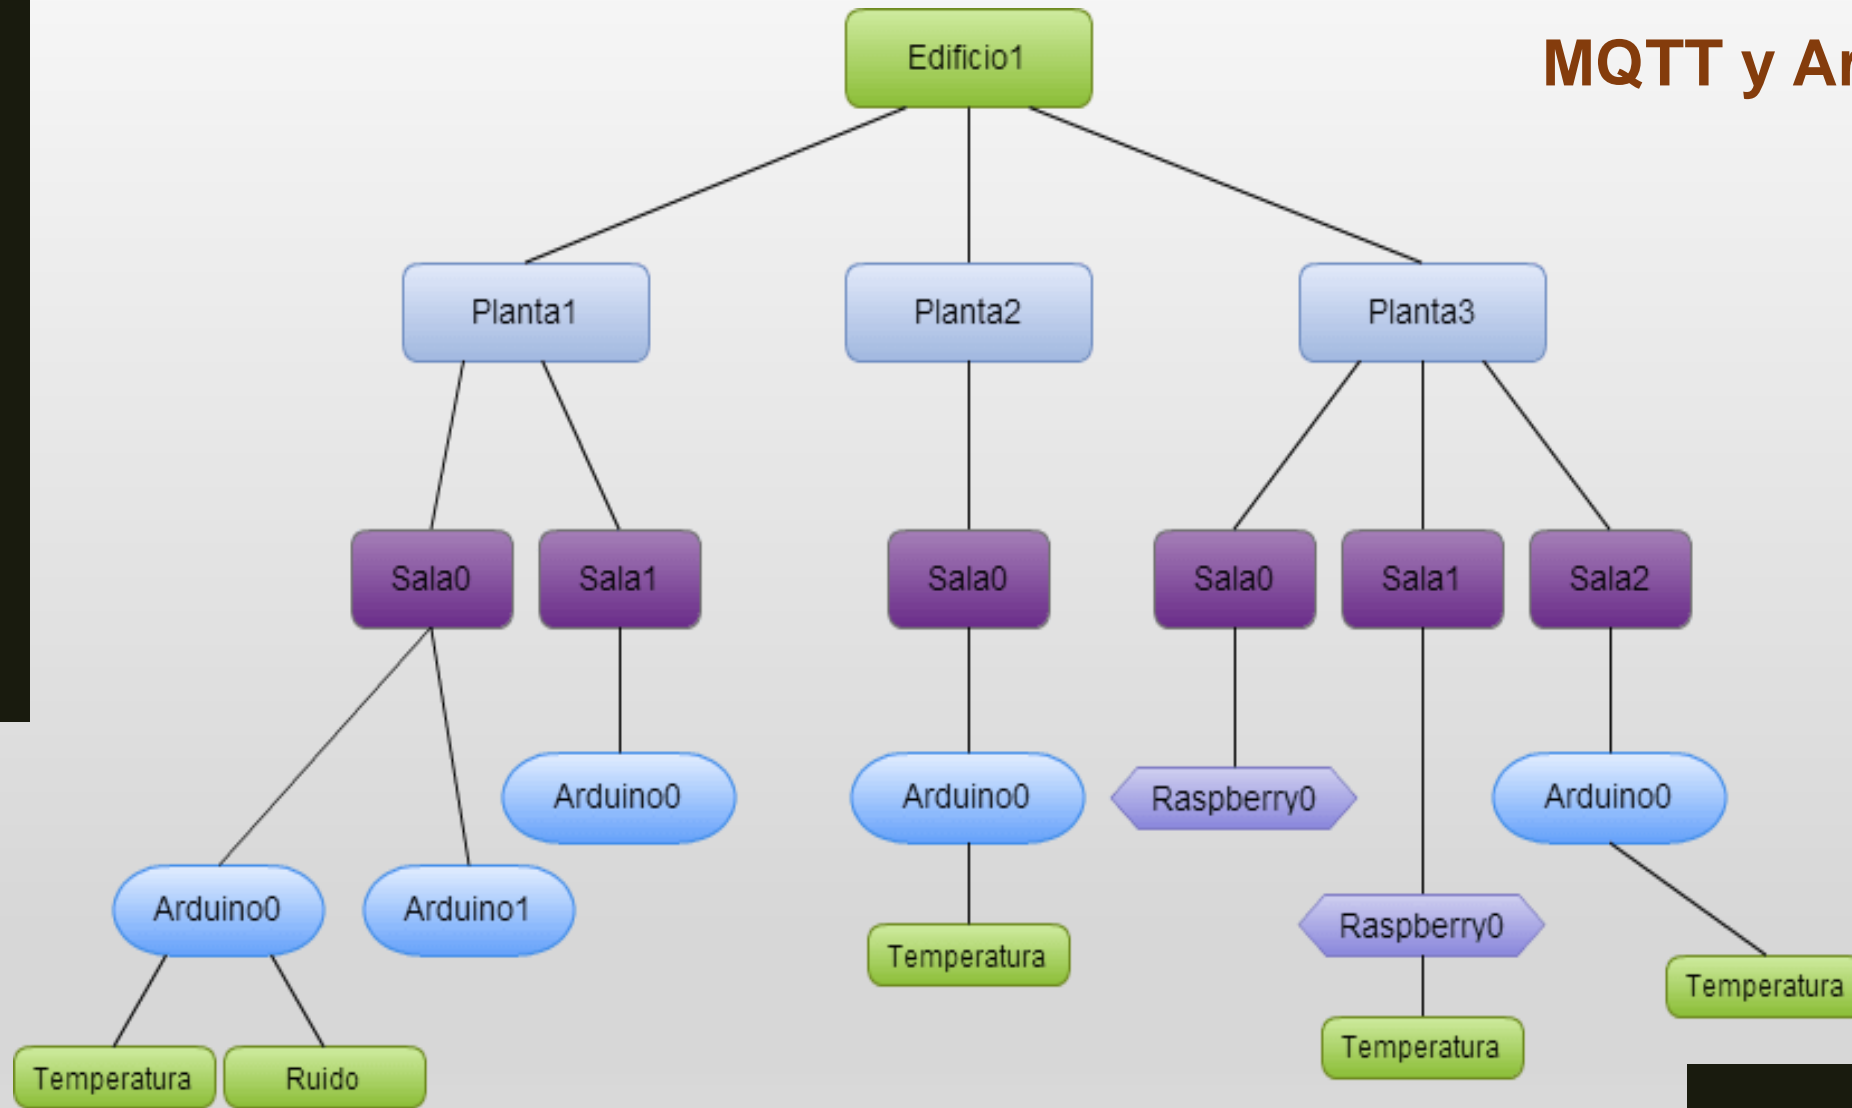 Edificio1
MQTT y Ar
Planta1
Planta2
Planta3
Sala0
Sala1
Sala0
Sala0
Sala1
Sala2
Arduino0
Arduino0
Raspberry0
Arduino0
Arduino0
Arduino1
Raspberry0
Temperatura
Temperatura
Temperatura
Temperatura
Ruido